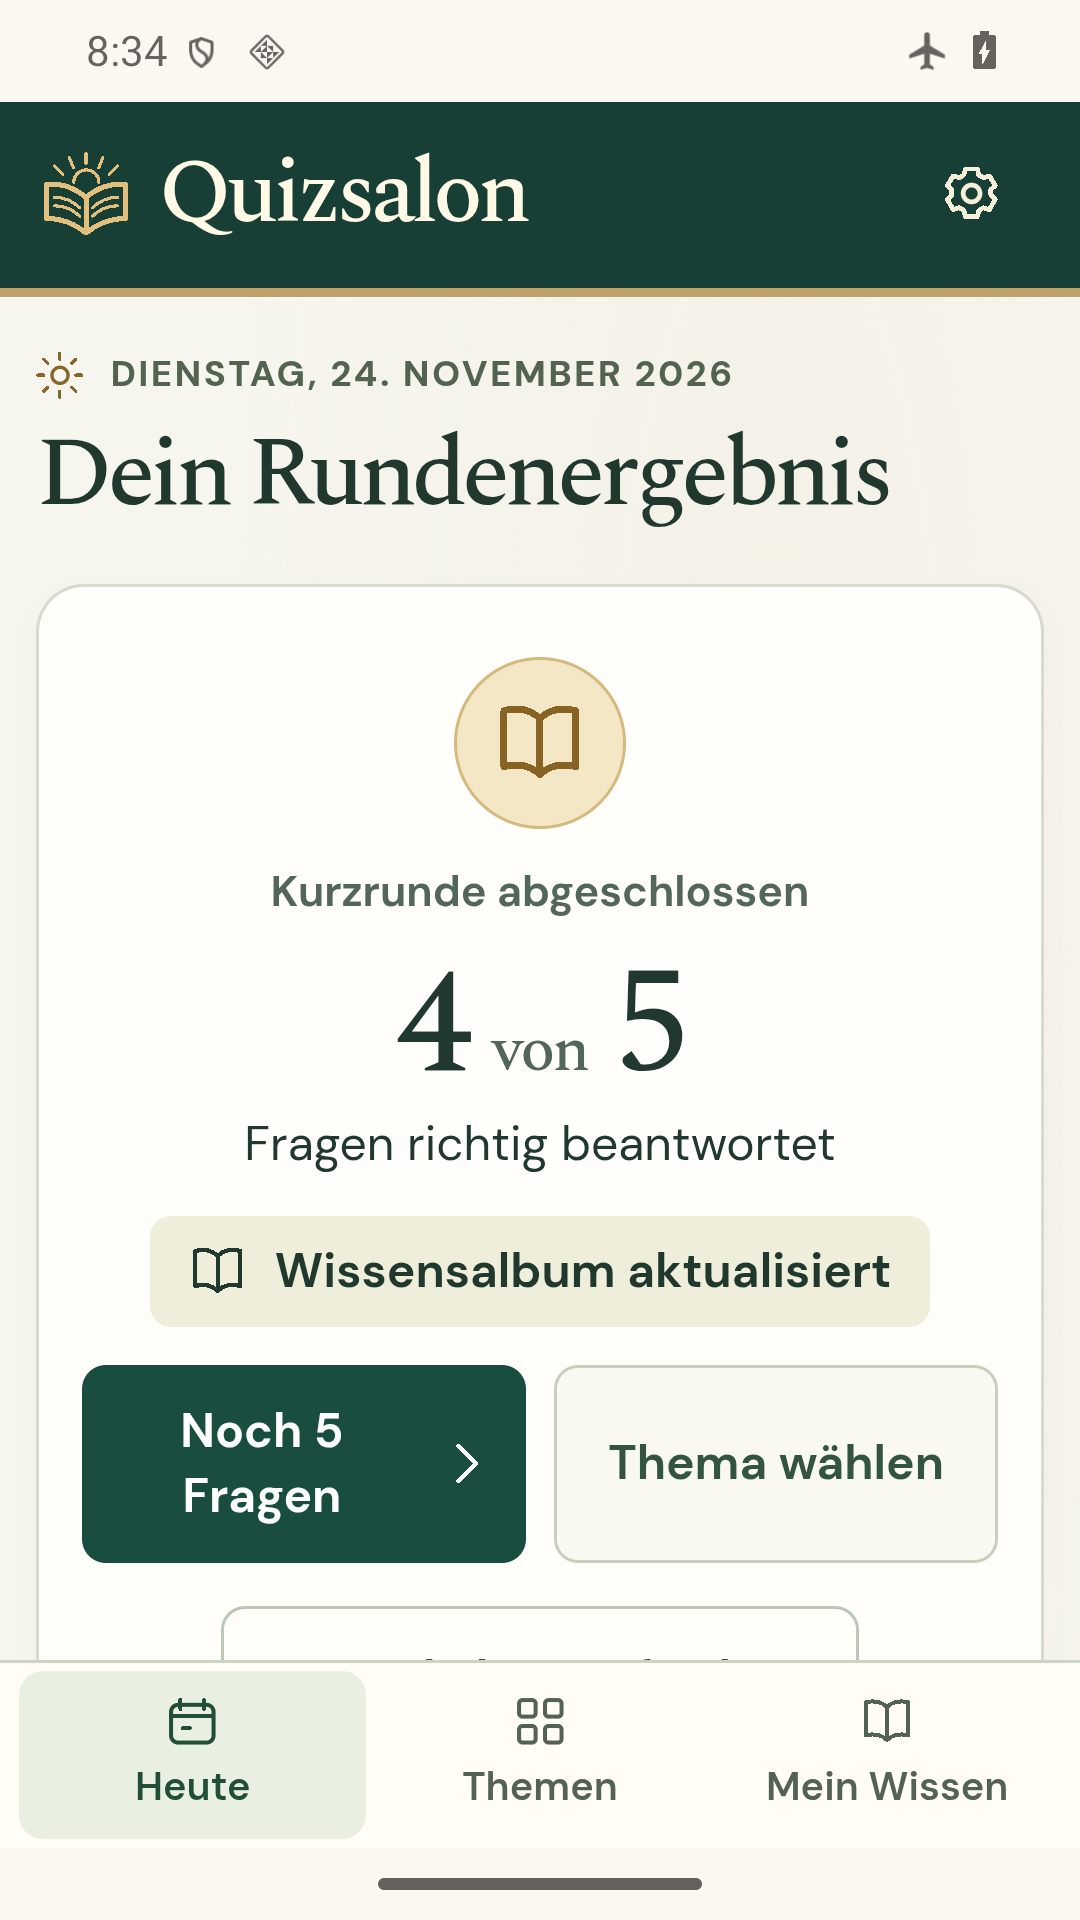 8:34
Quizsalon
DIENSTAG, 24. NOVEMBER 2026
Dein Rundenergebnis
Kurzrunde abgeschlossen
4 von 5
Fragen richtig beantwortet
Wissensalbum aktualisiert
Noch 5
Fragen
Thema wählen
Heute
Themen
Mein Wissen